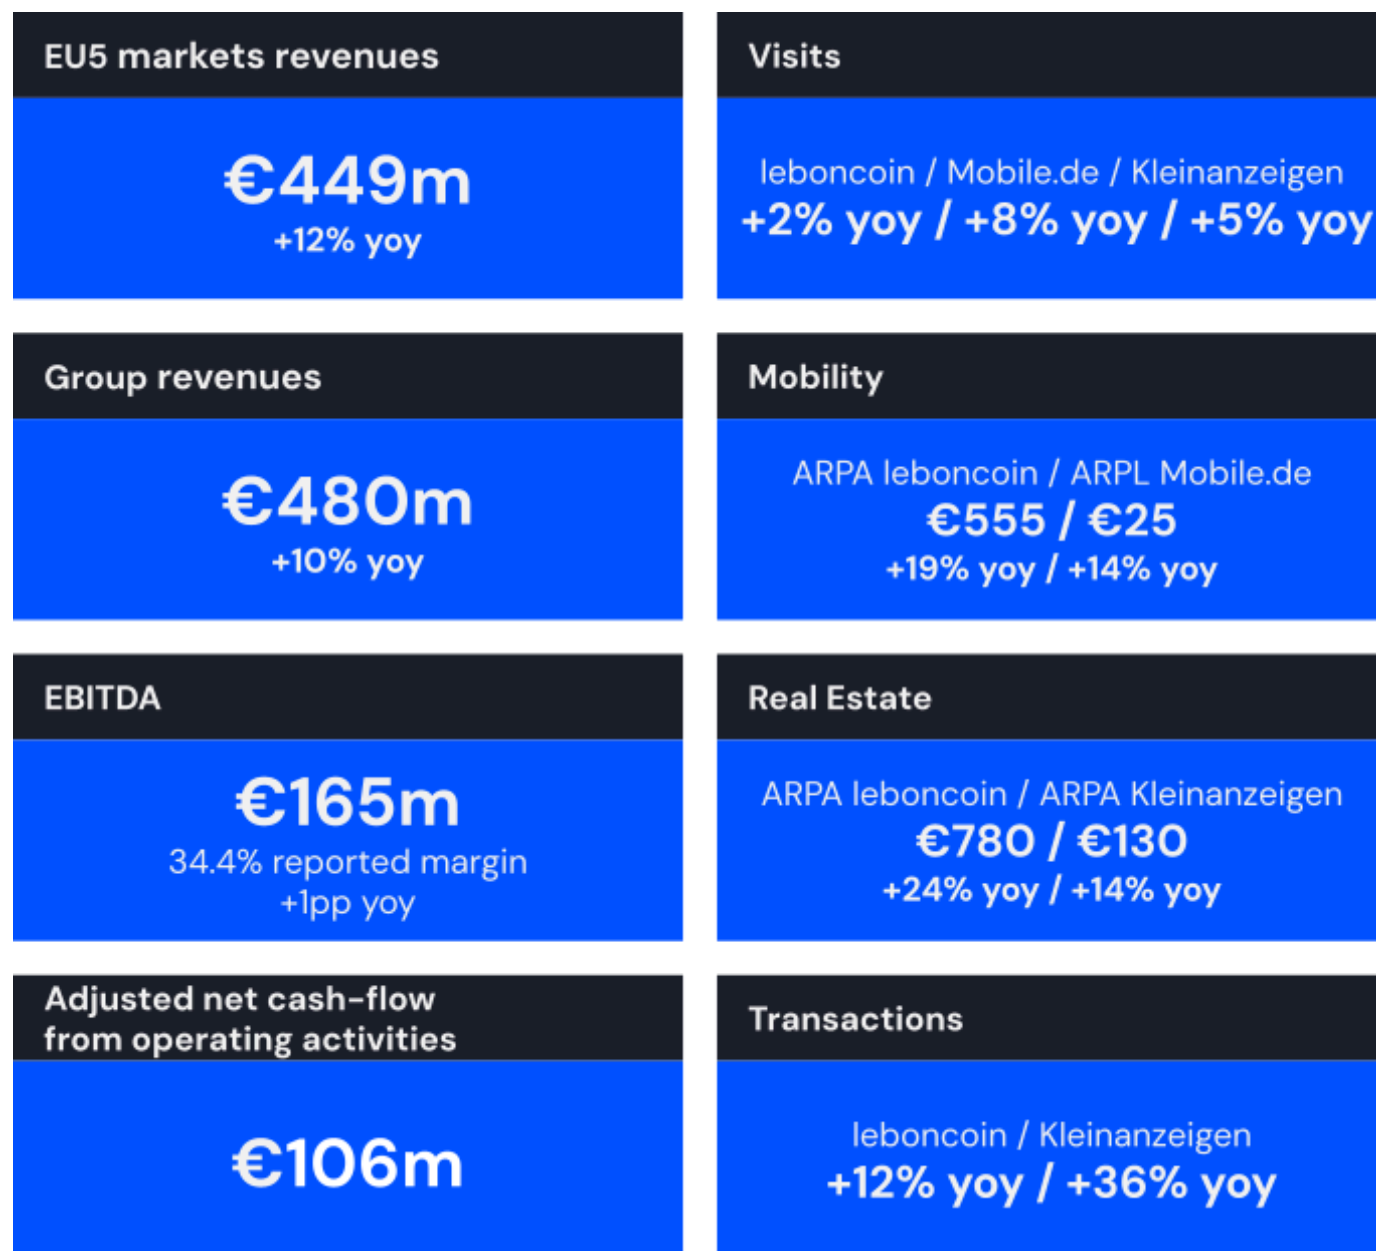 EU5 markets revenues
€449m
+12% yoy
Visits
leboncoin / Mobile.de / Kleinanzeigen
+2% yoy / +8% yoy / +5% yoy
Group revenues
€480m
+10% yoy
Mobility
ARPA leboncoin / ARPL Mobile.de
€555 / €25
+19% yoy / +14% yoy
EBITDA
€165m
34.4% reported margin
+1pp yoy
Real Estate
ARPA leboncoin / ARPA Kleinanzeigen
€780 / €130
+24% yoy / +14% yoy
Adjusted net cash-flow
from operating activities
€106m
Transactions
leboncoin / Kleinanzeigen
+12% yoy / +36% yoy